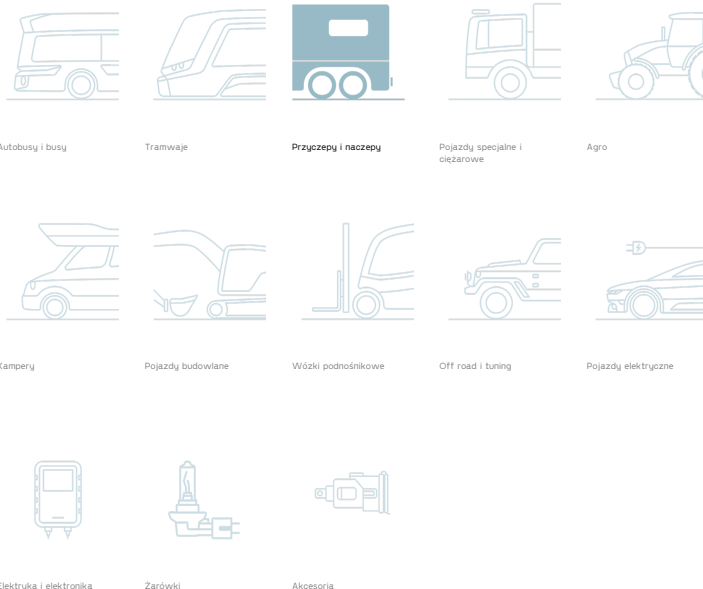 Autobusy i busy
Tramwaje
Przyczepy i naczepy
Pojazdy specjalne i
ciężarowe
Agro
Kampery
Pojazdy budowlane
Wózki podnośnikowe
Off road i tuning
Pojazdy elektryczne
Elektryka i elektronika
Żarówki
Akcesoria